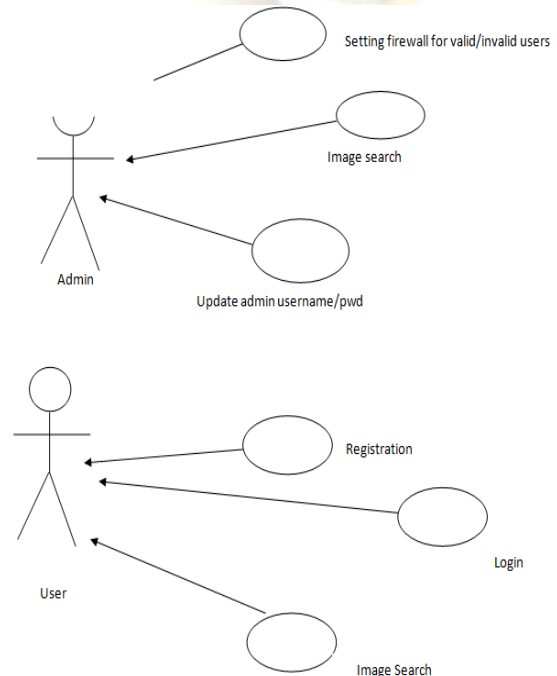 Setting firewall for valid/invalid users
Image search
Admin
Update admin username/pwd
Registration
Login
User
Image Search